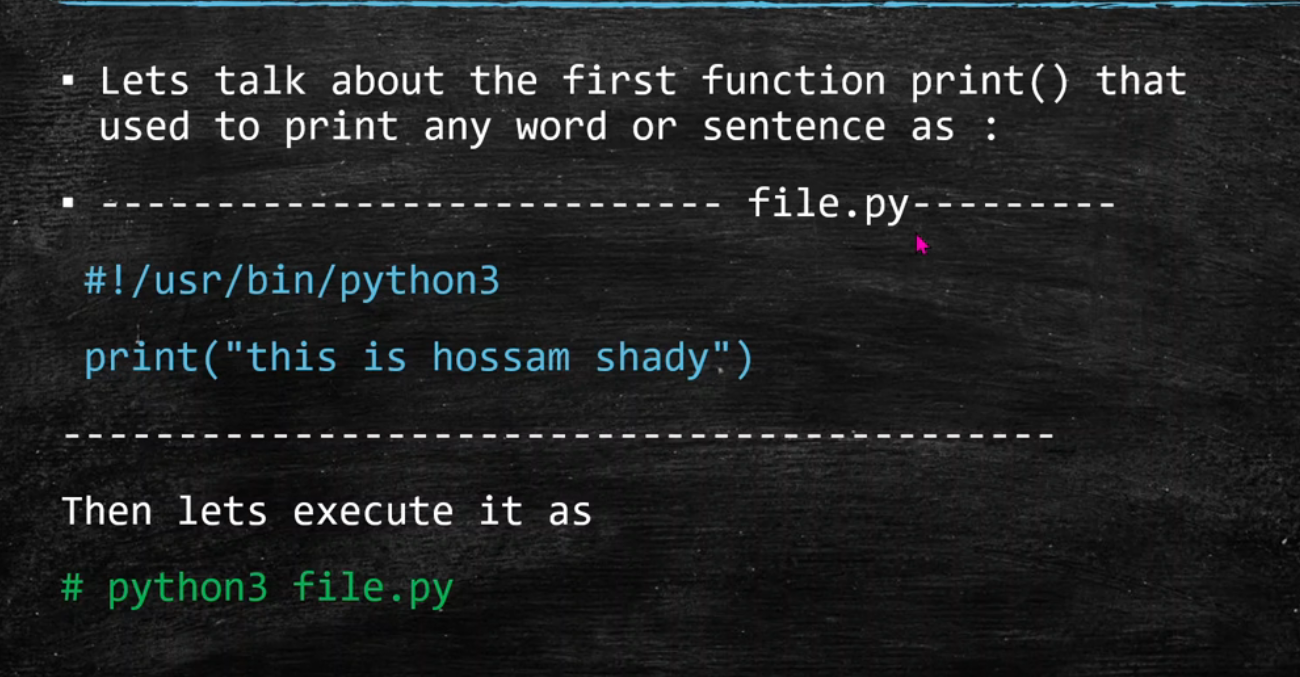 ▪ Lets talk about the first function print() that
used to print any word or sentence as :
▪ --------------------------- file.py---------
#!/usr/bin/python3
print("this is hossam shady")
-------------------------------------------
Then lets execute it as
# python3 file.py